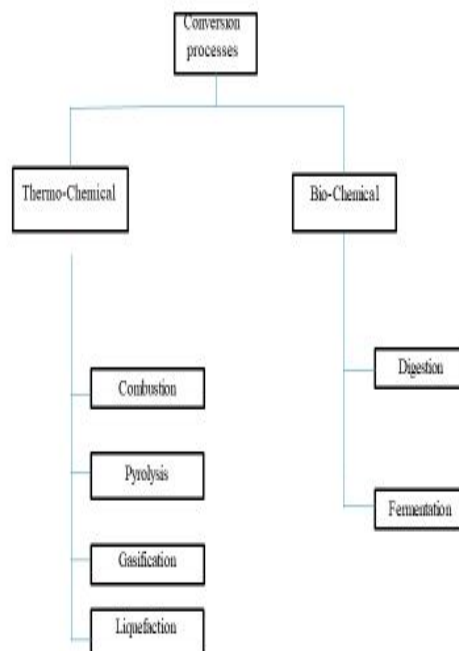 Conversion
processes
Thermo-Chemical
Bio-Chemical
Combustion
Digestion
Pyrolysis
Fermentation
Gasification
Liquefaction